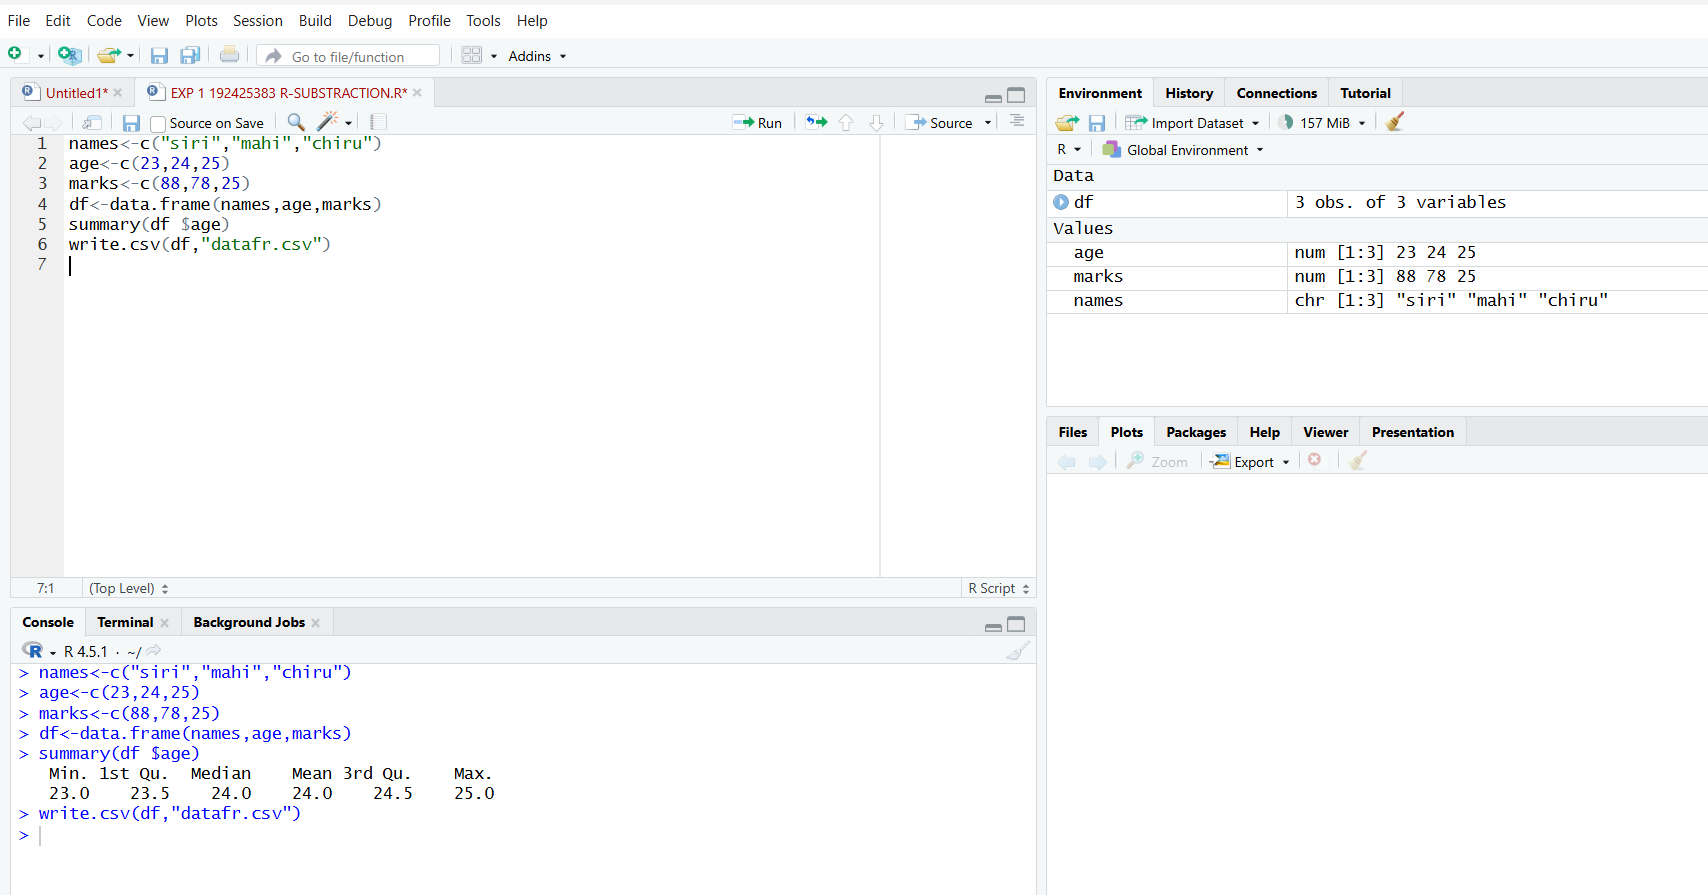 File Edit Code View Plots Session Build Debug Profile Tools Help
Go to file/function Addins
Untitled1* EXP 1 192425383 R-SUBSTRACTION.R*
Source on Save Run Source
1 names<-c("siri","mahi","chiru")
2 age<-c(23,24,25)
3 marks<-c(88,78,25)
4 df<-data.frame(names,age,marks)
5 summary(df $age)
6 write.csv(df,"datafr.csv")
7
7:1 (Top Level) R Script
Console Terminal Background Jobs
R 4.5.1 · ~/
> names<-c("siri","mahi","chiru")
> age<-c(23,24,25)
> marks<-c(88,78,25)
> df<-data.frame(names,age,marks)
> summary(df $age)
Min. 1st Qu. Median Mean 3rd Qu. Max.
23.0 23.5 24.0 24.0 24.5 25.0
> write.csv(df,"datafr.csv")
>
Environment History Connections Tutorial
Import Dataset 157 MiB
R Global Environment
Data
df 3 obs. of 3 variables
Values
age num [1:3] 23 24 25
marks num [1:3] 88 78 25
names chr [1:3] "siri" "mahi" "chiru"
Files Plots Packages Help Viewer Presentation
Zoom Export